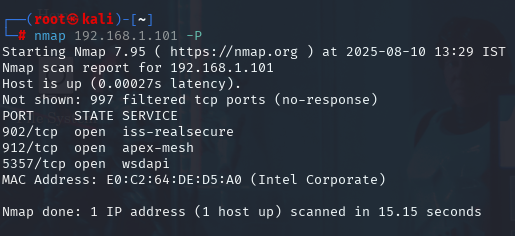 ┌──(root㉿kali)-[~]
└─# nmap 192.168.1.101 -P
Starting Nmap 7.95 ( https://nmap.org ) at 2025-08-10 13:29 IST
Nmap scan report for 192.168.1.101
Host is up (0.00027s latency).
Not shown: 997 filtered tcp ports (no-response)
PORT     STATE SERVICE
902/tcp  open  iss-realsecure
912/tcp  open  apex-mesh
5357/tcp open  wsdapi
MAC Address: E0:C2:64:DE:D5:A0 (Intel Corporate)

Nmap done: 1 IP address (1 host up) scanned in 15.15 seconds